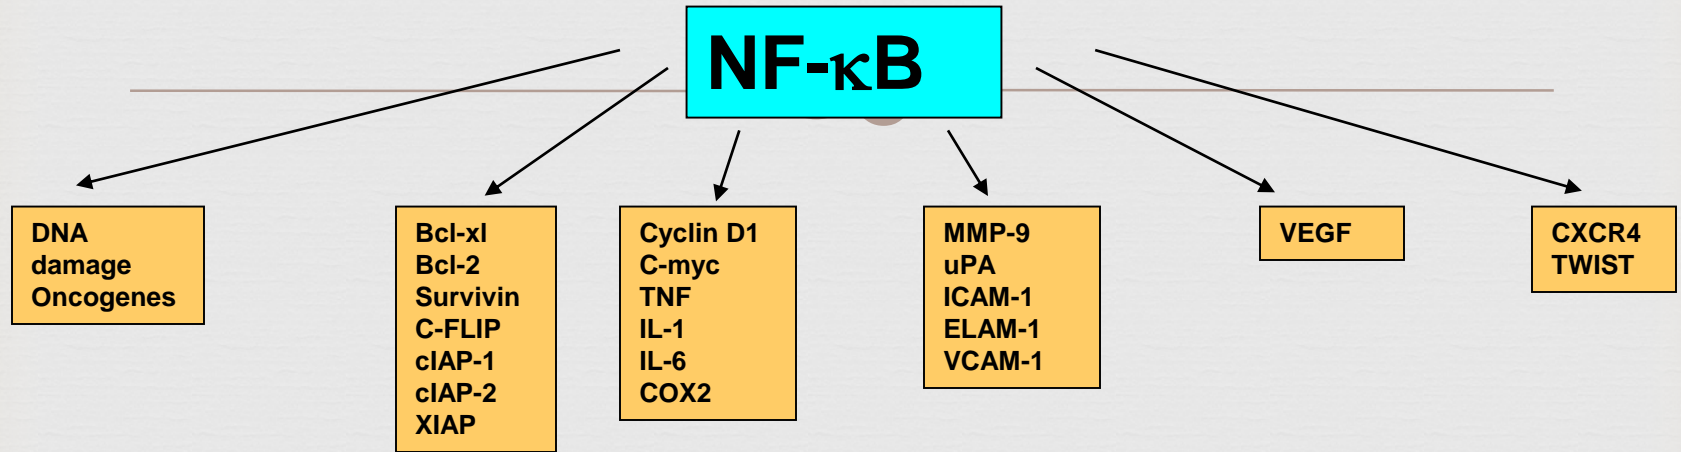 NF-κB
DNA
damage
Oncogenes
Bcl-xl
Bcl-2
Survivin
C-FLIP
cIAP-1
cIAP-2
XIAP
Cyclin D1
C-myc
TNF
IL-1
IL-6
COX2
MMP-9
uPA
ICAM-1
ELAM-1
VCAM-1
VEGF
CXCR4
TWIST